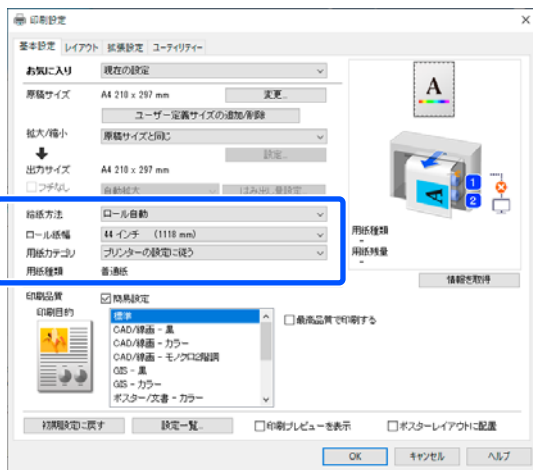 印刷設定
基本設定 レイアウト 拡張設定 ユーティリティー
お気に入り 現在の設定
原稿サイズ A4 210 x 297 mm 変更...
ユーザー定義サイズの追加/削除
拡大/縮小 原稿サイズと同じ
設定...
出力サイズ A4 210 x 297 mm
フチなし 自動拡大 はみ出し量設定
給紙方法 ロール自動
ロール紙幅 44 インチ (1118 mm)
用紙カテゴリ プリンターの設定に従う
用紙種類 普通紙
A
A
1
2
用紙種類
-
用紙残量
-
情報を取得
印刷品質 簡易設定
印刷目的 標準
CAD/線画 - 黒
CAD/線画 - カラー
CAD/線画 - モノクロ2階調
GIS - 黒
GIS - カラー
ポスター/文書 - カラー
最高品質で印刷する
初期設定に戻す 設定一覧... 印刷プレビューを表示 ポスターレイアウトに配置
OK キャンセル ヘルプ